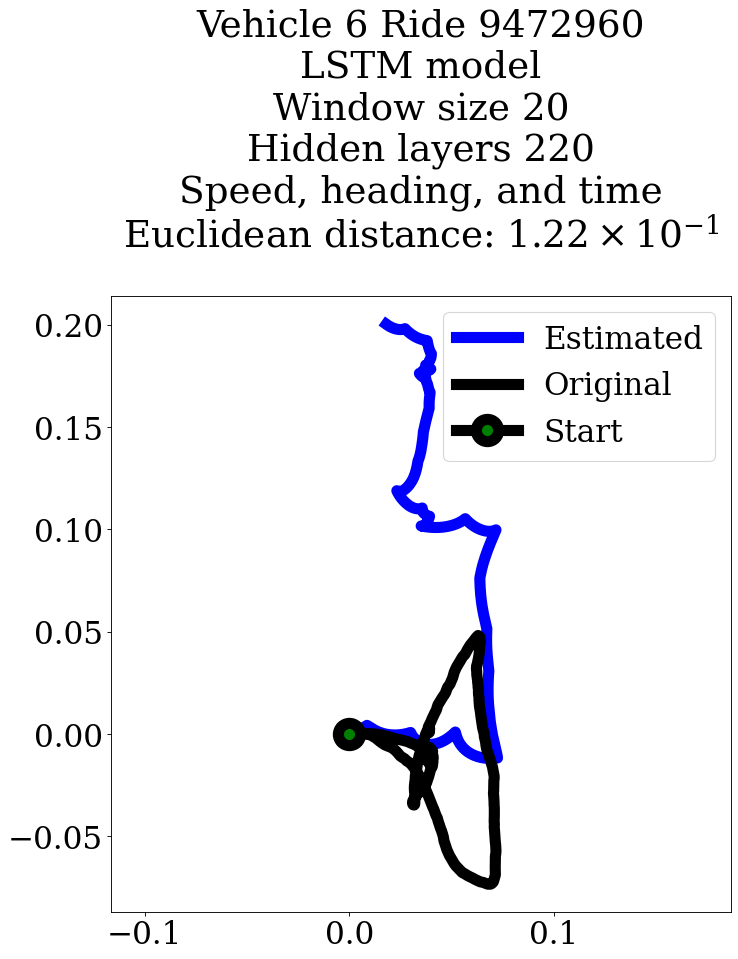 Vehicle 6 Ride 9472960
LSTM model
Window size 20
Hidden layers 220
Speed, heading, and time
Euclidean distance: 1.22 × 10⁻¹
Estimated
Original
Start
0.20
0.15
0.10
0.05
0.00
−0.05
−0.1
0.0
0.1